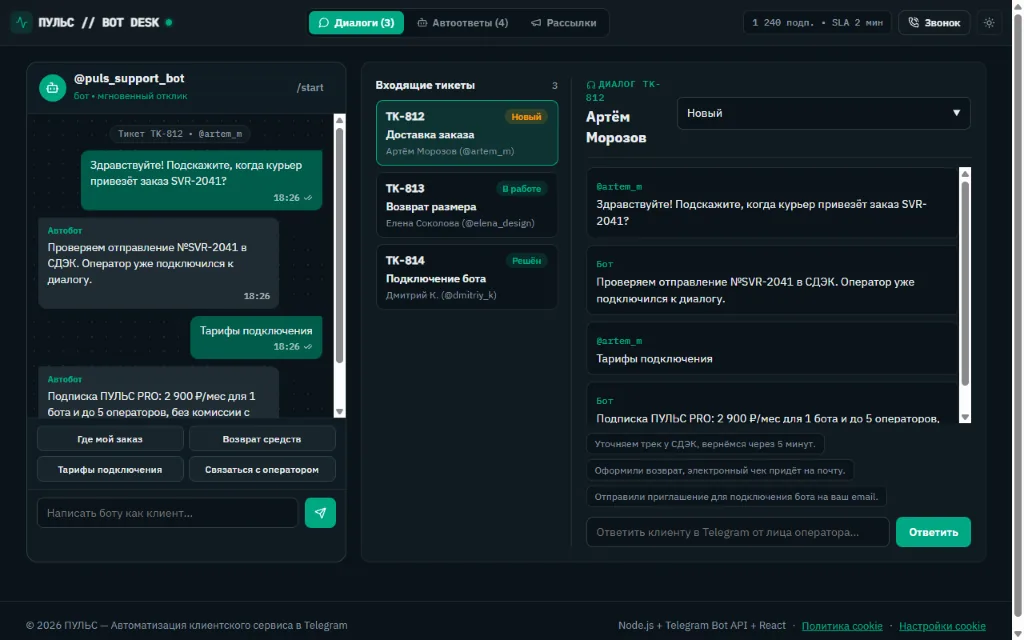 ПУЛЬС // BOT DESK
Диалоги (3)
Автоответы (4)
Рассылки
1 240 подп. • SLA 2 мин
Звонок
@puls_support_bot
бот • мгновенный отклик
/start
Тикет TK-812 • @artem_m
Здравствуйте! Подскажите, когда курьер
привезёт заказ SVR-2041?
18:26
Автобот
Проверяем отправление №SVR-2041 в
СДЭК. Оператор уже подключился к
диалогу.
18:26
Тарифы подключения
18:26
Автобот
Подписка ПУЛЬС PRO: 2 900 ₽/мес для 1
бота и до 5 операторов, без комиссии с
Где мой заказ
Возврат средств
Тарифы подключения
Связаться с оператором
Написать боту как клиент...
Входящие тикеты
3
TK-812
Новый
Доставка заказа
Артём Морозов (@artem_m)
TK-813
В работе
Возврат размера
Елена Соколова (@elena_design)
TK-814
Решён
Подключение бота
Дмитрий К. (@dmitriy_k)
ДИАЛОГ TK-
812
Артём
Морозов
Новый
@artem_m
Здравствуйте! Подскажите, когда курьер привезёт заказ SVR-
2041?
Бот
Проверяем отправление №SVR-2041 в СДЭК. Оператор уже
подключился к диалогу.
@artem_m
Тарифы подключения
Бот
Подписка ПУЛЬС PRO: 2 900 ₽/мес для 1 бота и до 5 операторов,
Уточняем трек у СДЭК, вернёмся через 5 минут.
Оформили возврат, электронный чек придёт на почту.
Отправили приглашение для подключения бота на ваш email.
Ответить клиенту в Telegram от лица оператора...
Ответить
© 2026 ПУЛЬС — Автоматизация клиентского сервиса в Telegram
Node.js + Telegram Bot API + React · Политика cookie · Настройки cookie